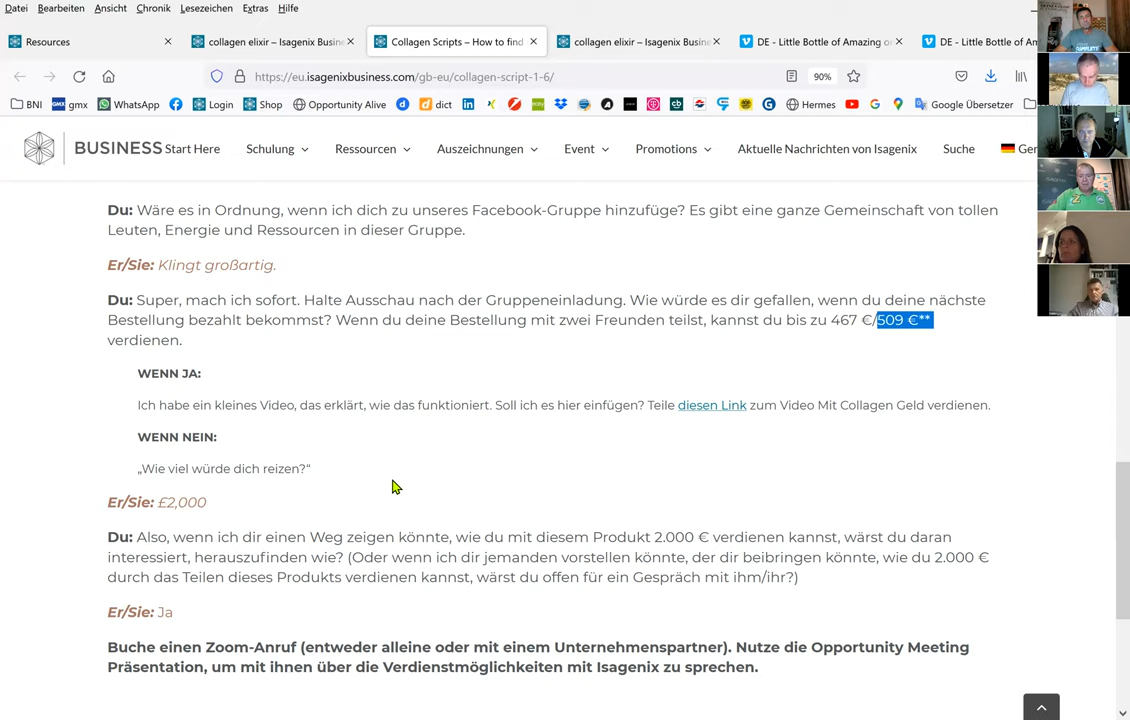 Datei Bearbeiten Ansicht Chronik Lesezeichen Extras Hilfe
Resources
collagen elixir – Isagenix Busine
Collagen Scripts – How to find
collagen elixir – Isagenix Busine
DE - Little Bottle of Amazing or
DE - Little Bottle of Am
https://eu.isagenixbusiness.com/gb-eu/collagen-script-1-6/
90%
BNI gmx WhatsApp Login Shop Opportunity Alive dict Hermes Google Übersetzer
BUSINESS Start Here Schulung Ressourcen Auszeichnungen Event Promotions Aktuelle Nachrichten von Isagenix Suche Ger
Du: Wäre es in Ordnung, wenn ich dich zu unseres Facebook-Gruppe hinzufüge? Es gibt eine ganze Gemeinschaft von tollen
Leuten, Energie und Ressourcen in dieser Gruppe.
Er/Sie: Klingt großartig.
Du: Super, mach ich sofort. Halte Ausschau nach der Gruppeneinladung. Wie würde es dir gefallen, wenn du deine nächste
Bestellung bezahlt bekommst? Wenn du deine Bestellung mit zwei Freunden teilst, kannst du bis zu 467 €/509 €**
verdienen.
WENN JA:
Ich habe ein kleines Video, das erklärt, wie das funktioniert. Soll ich es hier einfügen? Teile diesen Link zum Video Mit Collagen Geld verdienen.
WENN NEIN:
„Wie viel würde dich reizen?“
Er/Sie: £2,000
Du: Also, wenn ich dir einen Weg zeigen könnte, wie du mit diesem Produkt 2.000 € verdienen kannst, wärst du daran
interessiert, herauszufinden wie? (Oder wenn ich dir jemanden vorstellen könnte, der dir beibringen könnte, wie du 2.000 €
durch das Teilen dieses Produkts verdienen kannst, wärst du offen für ein Gespräch mit ihm/ihr?)
Er/Sie: Ja
Buche einen Zoom-Anruf (entweder alleine oder mit einem Unternehmenspartner). Nutze die Opportunity Meeting
Präsentation, um mit ihnen über die Verdienstmöglichkeiten mit Isagenix zu sprechen.